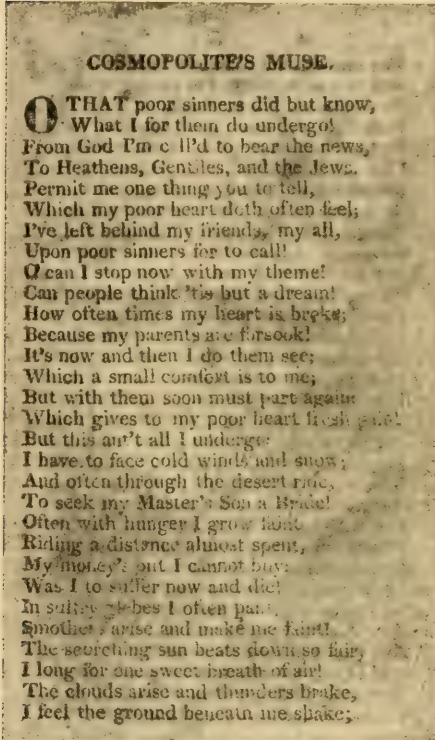 COSMOPOLITE'S MUSE.
O THAT poor sinners did but know,
What I for them do undergo!
From God I'm c ll'd to bear the news,
To Heathens, Gentiles, and the Jews.
Permit me one thing you to tell,
Which my poor heart doth often feel;
I've left behind my friends, my all,
Upon poor sinners for to call!
O can I stop now with my theme!
Can people think 'tis but a dream!
How often times my heart is broke;
Because my parents are forsook!
It's now and then I do them see;
Which a small comfort is to me;
But with them soon must part again:
Which gives to my poor heart fresh pain!
But this an't all I undergo:
I have to face cold winds and snow;
And often through the desert ride,
To seek my Master's Son a Bride!
Often with hunger I grow faint
Riding a distance almost spent,
My money's out I cannot buy:
Was I to suffer now and die!
In I often
Smothers arise and make me faint!
The scorching sun beats down so fair,
I long for one sweet breath of air!
The clouds arise and thunders brake,
I feel the ground beneath me shake;